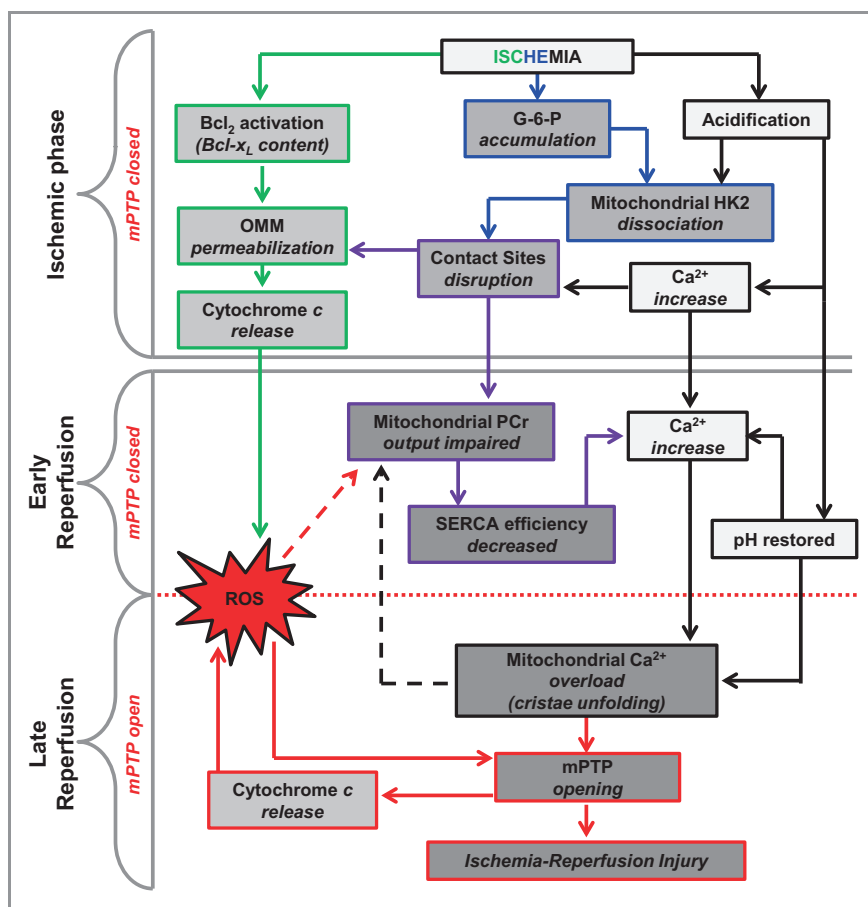 Ischemic phase
mPTP closed
ISCHEMIA
Bcl₂ activation
(Bcl-x_L content)
G-6-P
accumulation
Acidification
OMM
permeabilization
Mitochondrial HK2
dissociation
Contact Sites
disruption
Ca²⁺
increase
Cytochrome c
release
Early
Reperfusion
mPTP closed
Mitochondrial PCr
output impaired
Ca²⁺
increase
SERCA efficiency
decreased
pH restored
ROS
Late
Reperfusion
mPTP open
Mitochondrial Ca²⁺
overload
(cristae unfolding)
mPTP
opening
Cytochrome c
release
Ischemia-Reperfusion Injury